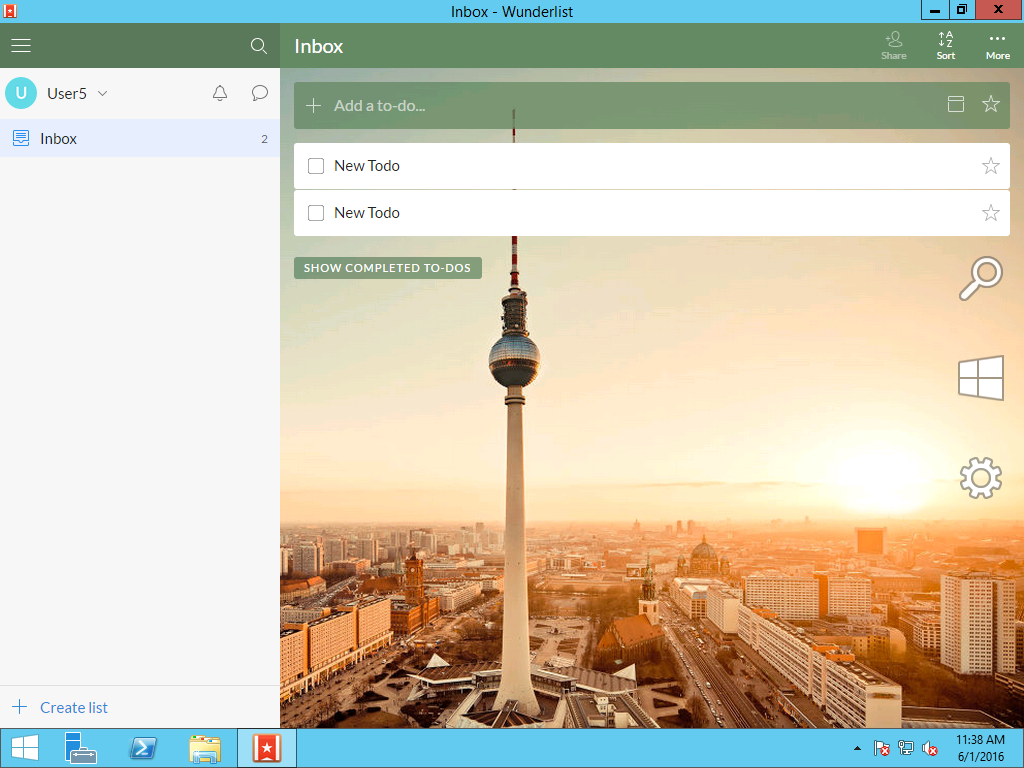 Inbox - Wunderlist
Inbox
Share
Sort
More
A
Z
U
User5
Inbox 2
Add a to-do...
New Todo
New Todo
SHOW COMPLETED TO-DOS
Create list
11:38 AM
6/1/2016